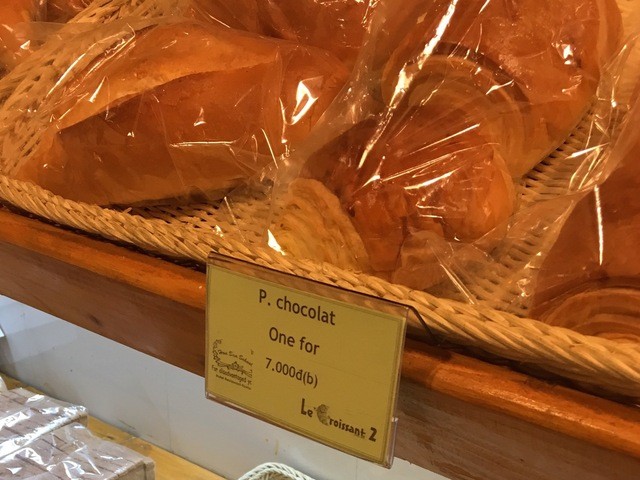 P. chocolat
One for
7.000đ(b)
Le Croissant 2